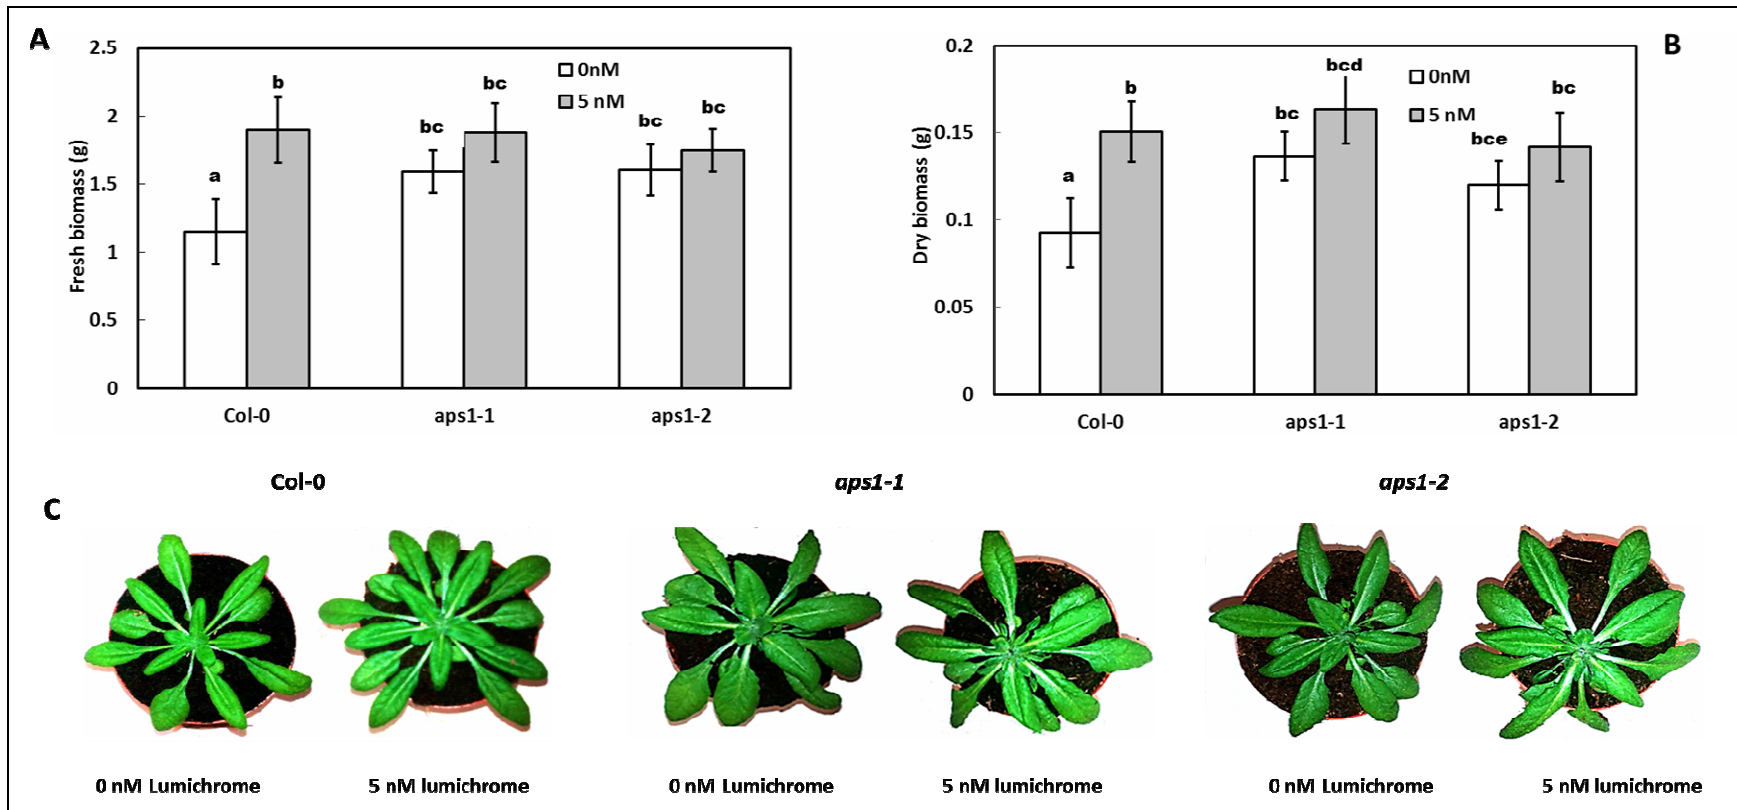 A
B
2.5
2
1.5
1
0.5
0
Fresh biomass (g)
0nM
5 nM
a
b
bc
bc
bc
bc
Col-0
aps1-1
aps1-2
0.2
0.15
0.1
0.05
0
Dry biomass (g)
0nM
5 nM
a
b
bc
bcd
bce
bc
Col-0
aps1-1
aps1-2
C
Col-0
aps1-1
aps1-2
0 nM Lumichrome
5 nM lumichrome
0 nM Lumichrome
5 nM lumichrome
0 nM Lumichrome
5 nM lumichrome